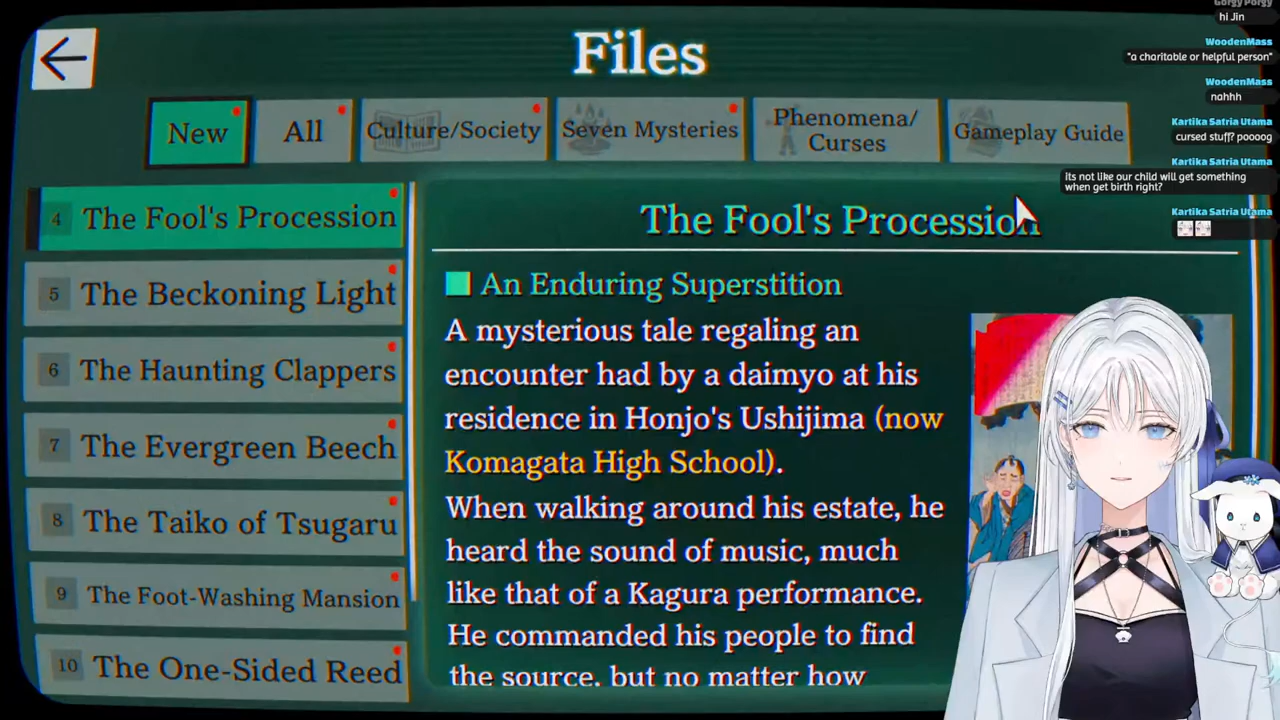 Files
New
All
Culture/Society
Seven Mysteries
Phenomena/
Curses
Gameplay Guide
4 The Fool's Procession
5 The Beckoning Light
6 The Haunting Clappers
7 The Evergreen Beech
8 The Taiko of Tsugaru
9 The Foot-Washing Mansion
10 The One-Sided Reed
The Fool's Procession
An Enduring Superstition
A mysterious tale regaling an
encounter had by a daimyo at his
residence in Honjo's Ushijima (now
Komagata High School).
When walking around his estate, he
heard the sound of music, much
like that of a Kagura performance.
He commanded his people to find
the source, but no matter how
Gorgy Porgy
hi Jin
WoodenMass
"a charitable or helpful person"
WoodenMass
nahhh
Kartika Satria Utama
cursed stuff? poooog
Kartika Satria Utama
Its not like our child will get something
when get birth right?
Kartika Satria Utama